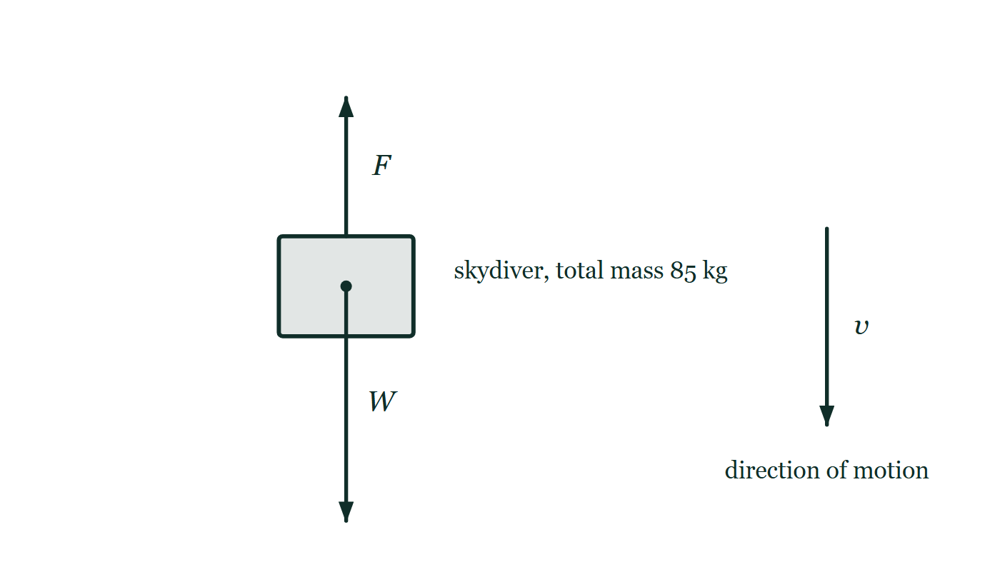 F
skydiver, total mass 85 kg
v
W
direction of motion